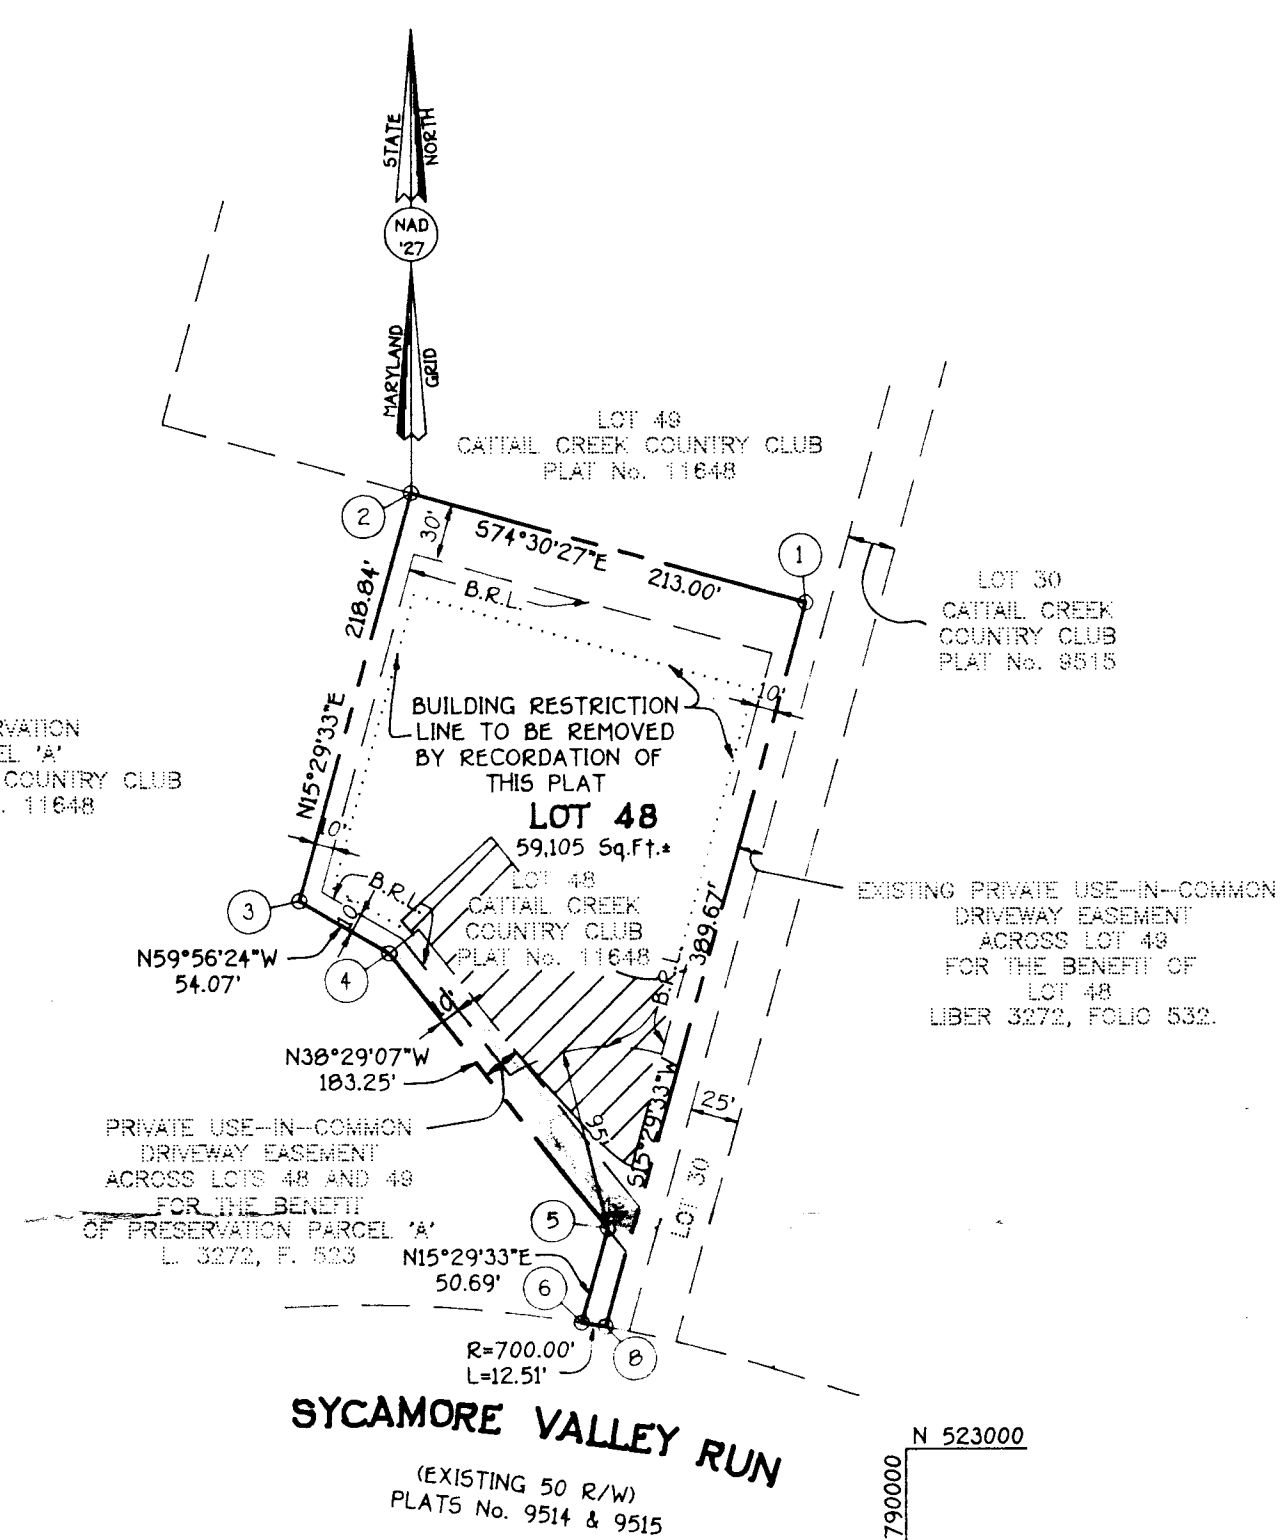 STATE
NORTH
NAD
'27
MARYLAND
GRID
LOT 49
CATTAIL CREEK COUNTRY CLUB
PLAT No. 11648
2
30'
S74°30'27"E
213.00'
1
B.R.L.
LOT 30
CATTAIL CREEK
COUNTRY CLUB
PLAT No. 9515
218.84'
N15°29'33"E
10'
BUILDING RESTRICTION
LINE TO BE REMOVED
BY RECORDATION OF
THIS PLAT
RVATION
EL 'A'
COUNTRY CLUB
. 11648
LOT 48
59,105 Sq.Ft.±
10'
LOT 48
CATTAIL CREEK
COUNTRY CLUB
PLAT No. 11648
B.R.L.
10'
3
N59°56'24"W
54.07'
4
389.67'
B.R.L.
EXISTING PRIVATE USE-IN-COMMON
DRIVEWAY EASEMENT
ACROSS LOT 49
FOR THE BENEFIT OF
LOT 48
LIBER 3272, FOLIO 532.
10'
N38°29'07"W
183.25'
S15°29'33"W
25'
95'
PRIVATE USE-IN-COMMON
DRIVEWAY EASEMENT
ACROSS LOTS 48 AND 49
FOR THE BENEFIT
OF PRESERVATION PARCEL 'A'
L. 3272, F. 523
LOT 30
5
N15°29'33"E
50.69'
6
R=700.00'
L=12.51'
8
SYCAMORE VALLEY RUN
(EXISTING 50 R/W)
PLATS No. 9514 & 9515
N 523000
790000